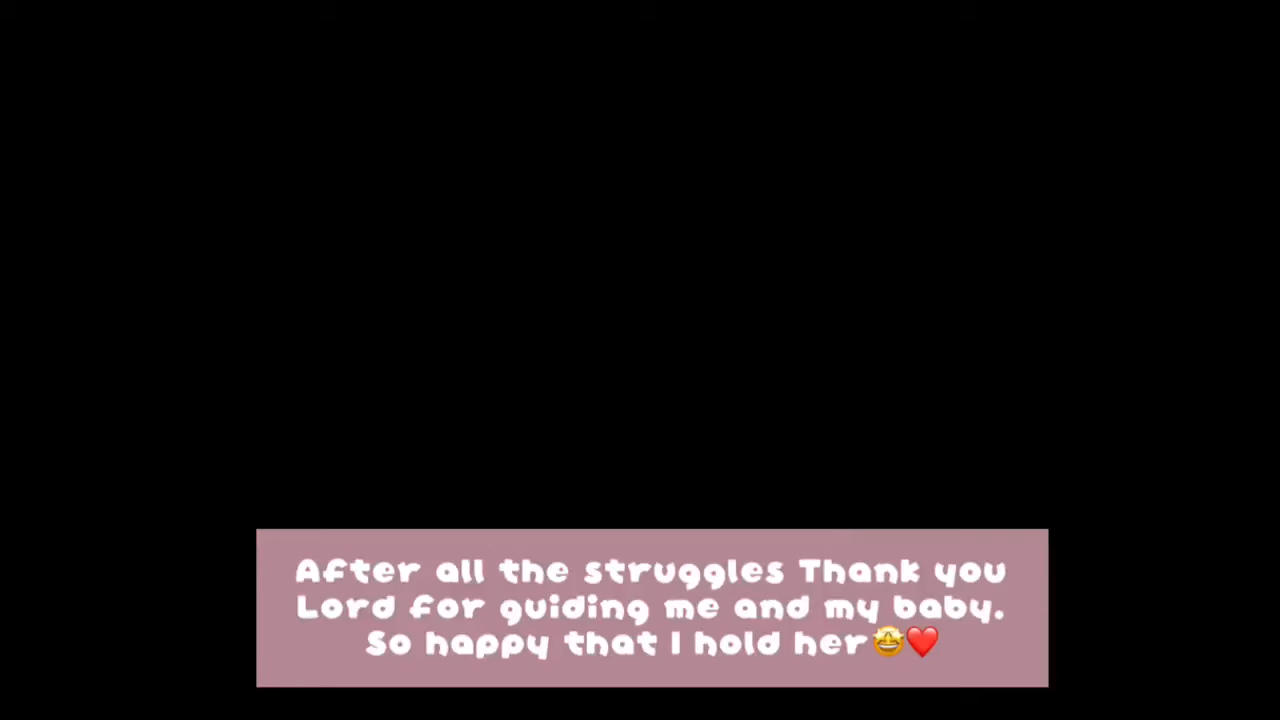 After all the struggles Thank you
Lord for guiding me and my baby.
So happy that I hold her🤩❤️